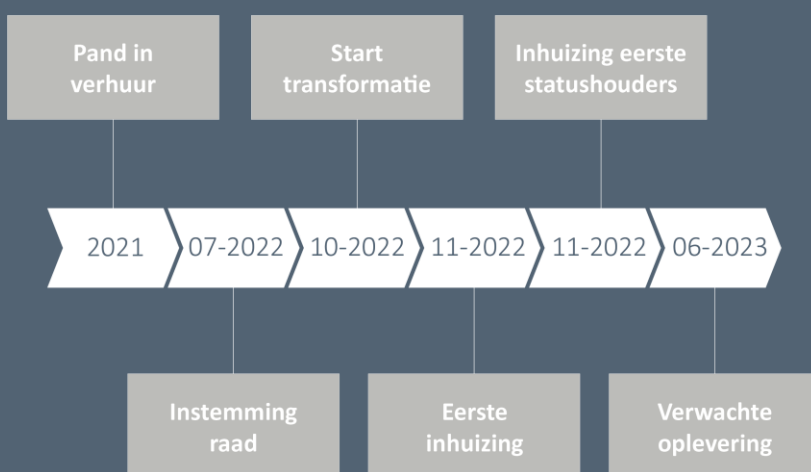 Pand in
verhuur
Start
transformatie
Inhuizing eerste
statushouders
2021
07-2022
10-2022
11-2022
11-2022
06-2023
Instemming
raad
Eerste
inhuizing
Verwachte
oplevering